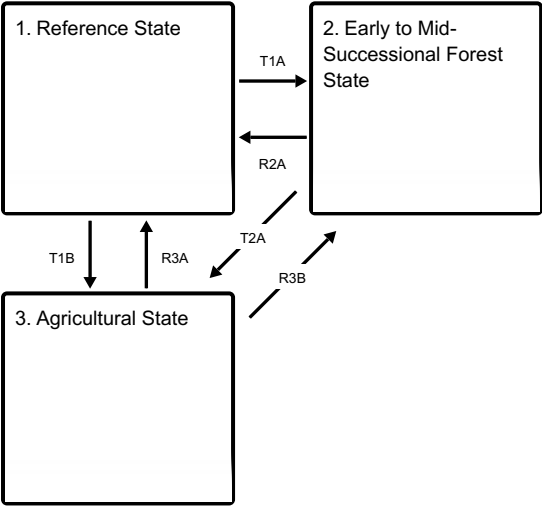 1. Reference State
2. Early to Mid-
Successional Forest
State
T1A
R2A
T2A
T1B
R3A
R3B
3. Agricultural State